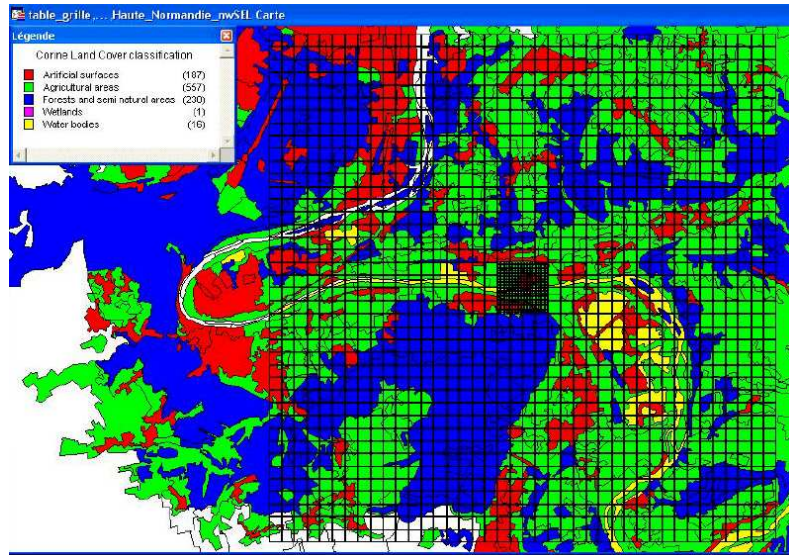 table_grille,... ,Haute_Normandie_nwSEL Carte
Légende
Corine Land Cover classification
Artificial surfaces (187)
Agricultural areas (557)
Forests and semi natural areas (230)
Wetlands (1)
Water bodies (16)